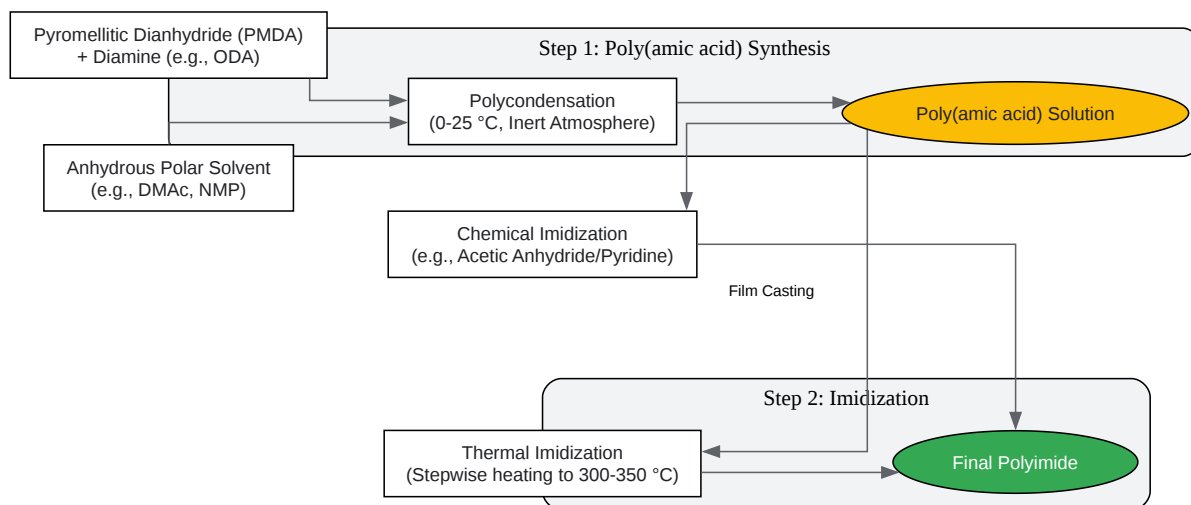 Pyromellitic Dianhydride (PMDA)
+ Diamine (e.g., ODA)
Step 1: Poly(amic acid) Synthesis
Polycondensation
(0-25 °C, Inert Atmosphere)
Poly(amic acid) Solution
Anhydrous Polar Solvent
(e.g., DMAc, NMP)
Chemical Imidization
(e.g., Acetic Anhydride/Pyridine)
Film Casting
Step 2: Imidization
Thermal Imidization
(Stepwise heating to 300-350 °C)
Final Polyimide